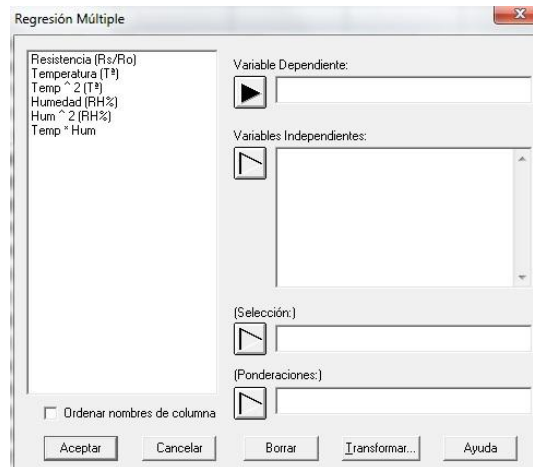 Regresión Múltiple
Resistencia (Rs/Ro)
Temperatura (Tª)
Temp ^ 2 (Tª)
Humedad (RH%)
Hum ^ 2 (RH%)
Temp * Hum
Ordenar nombres de columna
Variable Dependiente:
Variables Independientes:
(Selección:)
(Ponderaciones:)
Aceptar
Cancelar
Borrar
Transformar...
Ayuda